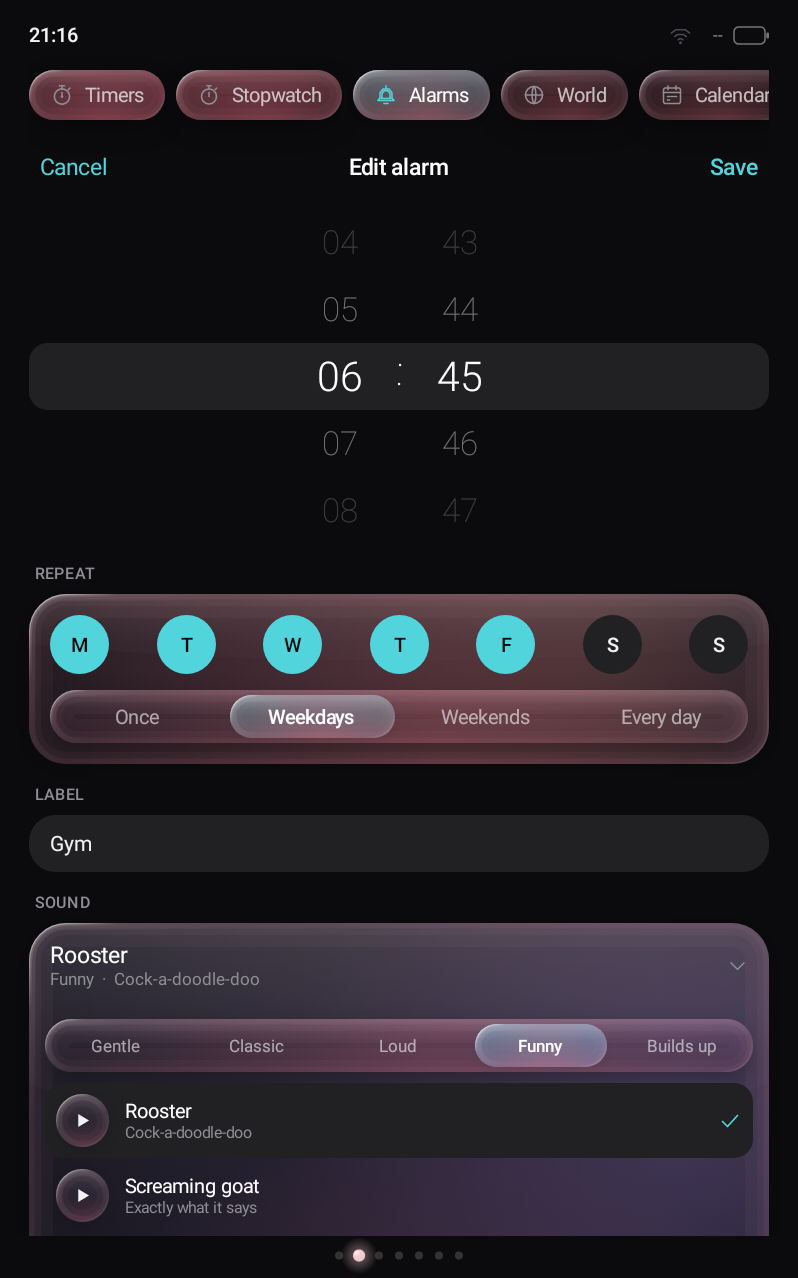 21:16
--
Timers
Stopwatch
Alarms
World
Calendar
Cancel
Edit alarm
Save
04 43
05 44
06 : 45
07 46
08 47
REPEAT
M T W T F S S
Once Weekdays Weekends Every day
LABEL
Gym
SOUND
Rooster
Funny · Cock-a-doodle-doo
Gentle Classic Loud Funny Builds up
Rooster
Cock-a-doodle-doo
Screaming goat
Exactly what it says